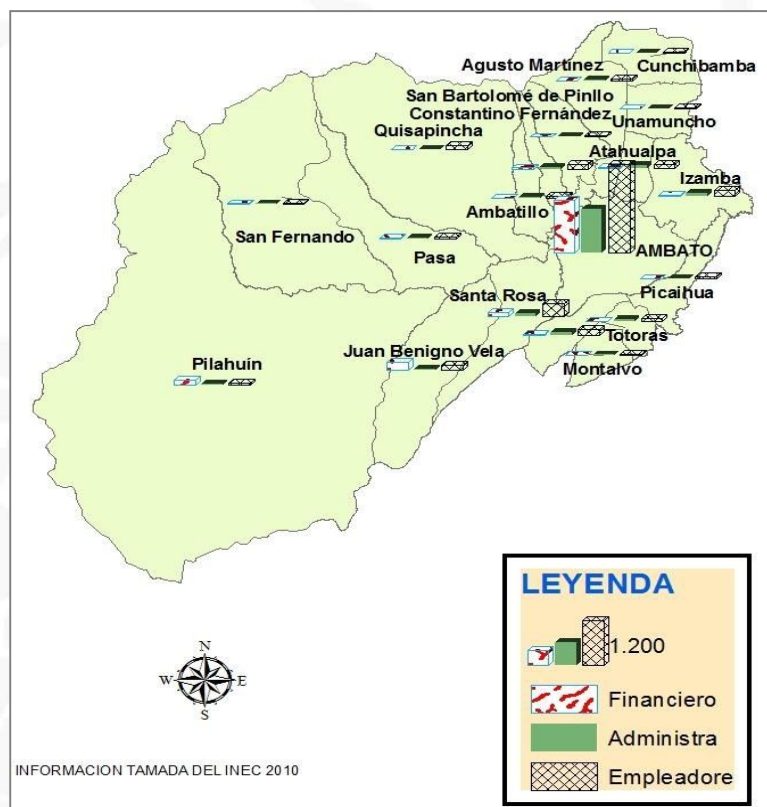 Cunchibamba
Agusto Martínez
San Bartolomé de Pinllo
Constantino Fernández
Unamuncho
Quisapincha
Atahualpa
Izamba
Ambatillo
San Fernando
Pasa
AMBATO
Picaihua
Santa Rosa
Totoras
Juan Benigno Vela
Montalvo
Pilahuín
LEYENDA
1.200
Financiero
Administra
Empleadore
N
W E
S
INFORMACION TAMADA DEL INEC 2010